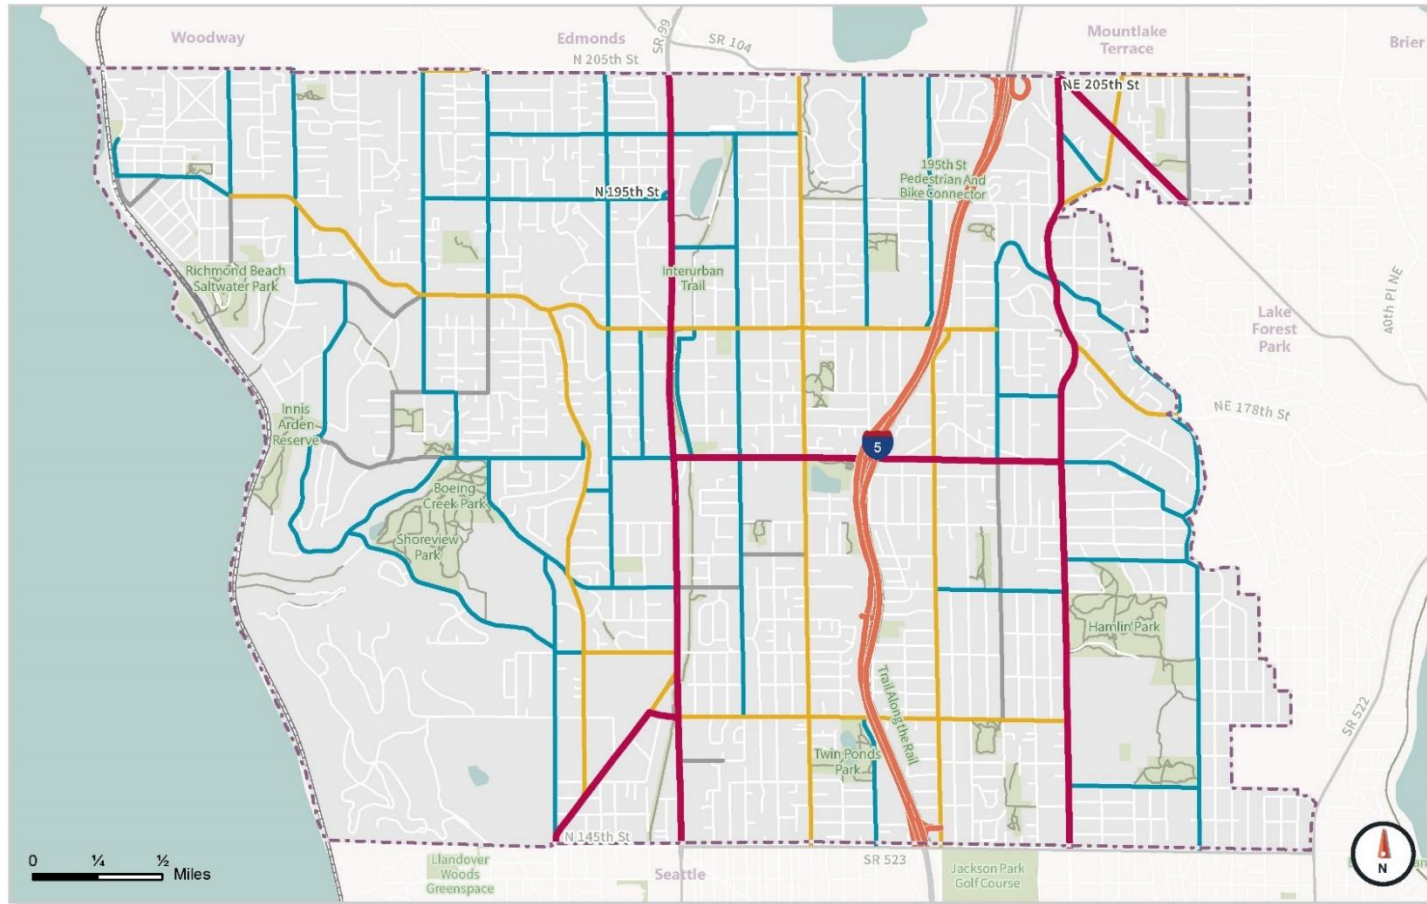 Woodway
Edmonds
SR 99
SR 104
N 205th St
Mountlake
Terrace
Brier
NE 205th St
195th St
Pedestrian And
Bike Connector
N 195th St
Richmond Beach
Saltwater Park
Interurban
Trail
Lake
Forest
Park
40th Pl NE
NE 178th St
Innis
Arden
Reserve
5
Boeing
Creek Park
Shoreview
Park
Hamlin Park
Trail Along the Rail
SR 522
Twin Ponds
Park
N 145th St
SR 523
0 ¼ ½
Miles
Llandover
Woods
Greenspace
Seattle
Jackson Park
Golf Course
N